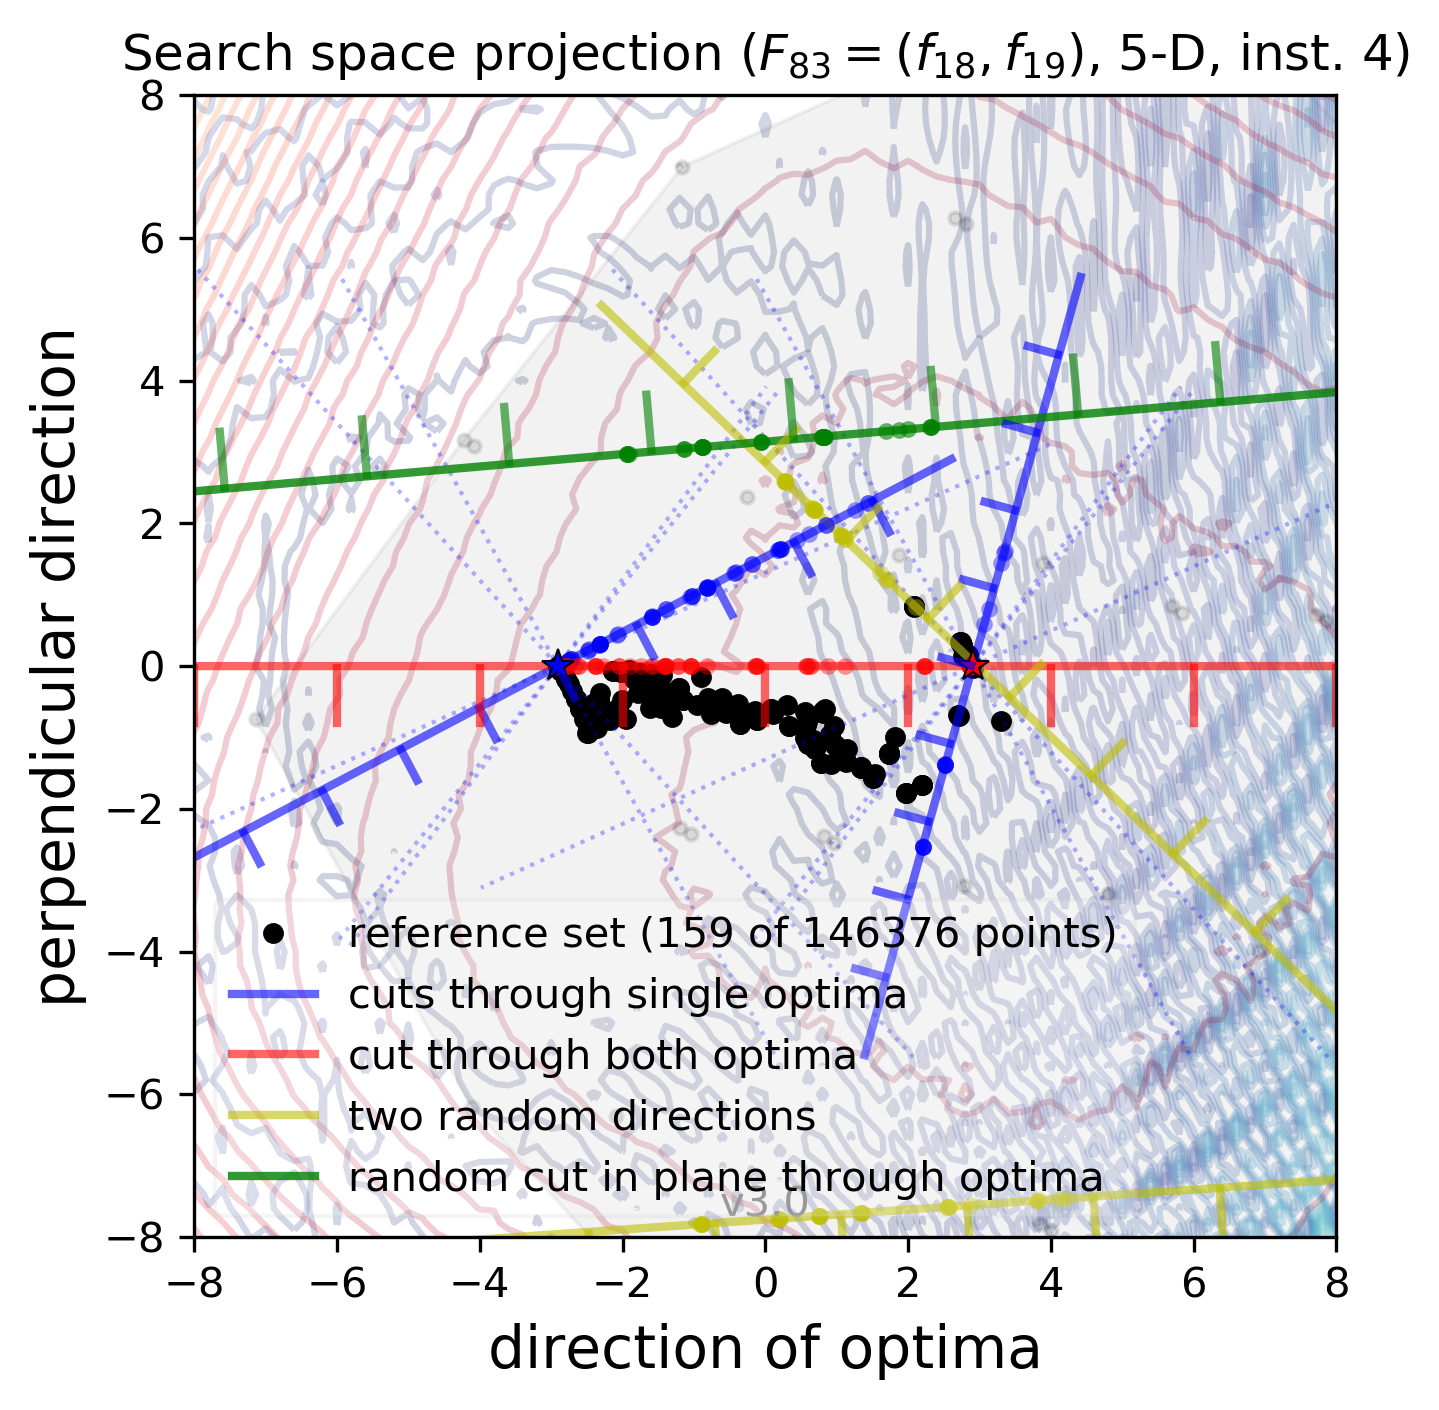 Search space projection (F₈₃ = (f₁₈, f₁₉), 5-D, inst. 4)
8
6
4
2
0
−2
−4
−6
−8
perpendicular direction
reference set (159 of 146376 points)
cuts through single optima
cut through both optima
two random directions
random cut in plane through optima
v3.0
−8 −6 −4 −2 0 2 4 6 8
direction of optima